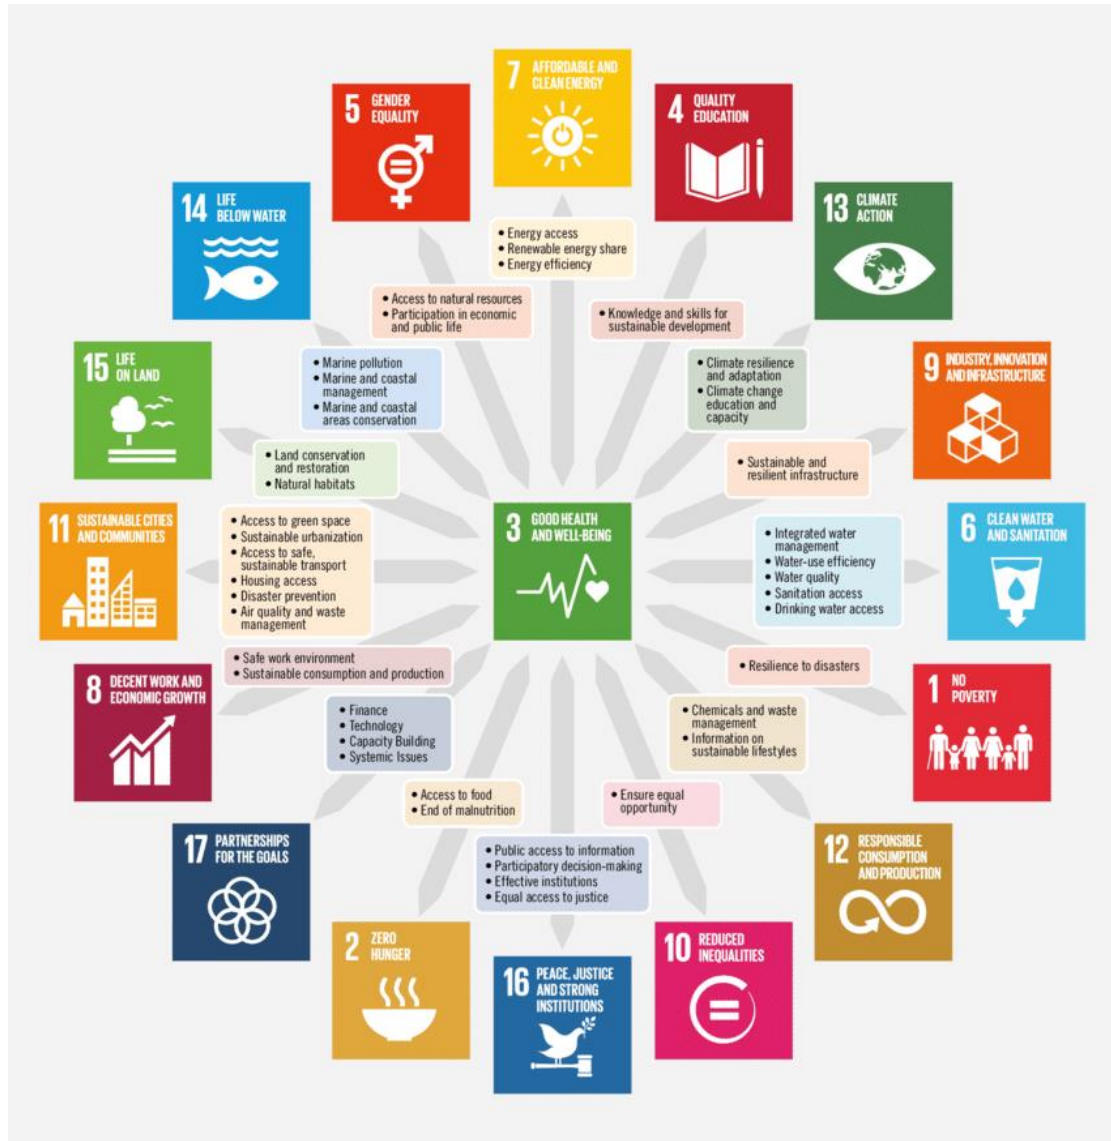 7 AFFORDABLE AND
CLEAN ENERGY
5 GENDER
EQUALITY
4 QUALITY
EDUCATION
14 LIFE
BELOW WATER
13 CLIMATE
ACTION
• Energy access
• Renewable energy share
• Energy efficiency
• Access to natural resources
• Participation in economic
and public life
• Knowledge and skills for
sustainable development
15 LIFE
ON LAND
• Marine pollution
• Marine and coastal
management
• Marine and coastal
areas conservation
• Climate resilience
and adaptation
• Climate change
education and
capacity
9 INDUSTRY, INNOVATION
AND INFRASTRUCTURE
• Land conservation
and restoration
• Natural habitats
• Sustainable and
resilient infrastructure
11 SUSTAINABLE CITIES
AND COMMUNITIES
• Access to green space
• Sustainable urbanization
• Access to safe,
sustainable transport
• Housing access
• Disaster prevention
• Air quality and waste
management
3 GOOD HEALTH
AND WELL-BEING
• Integrated water
management
• Water-use efficiency
• Water quality
• Sanitation access
• Drinking water access
6 CLEAN WATER
AND SANITATION
8 DECENT WORK AND
ECONOMIC GROWTH
• Safe work environment
• Sustainable consumption and production
• Resilience to disasters
1 NO
POVERTY
• Finance
• Technology
• Capacity Building
• Systemic Issues
• Chemicals and waste
management
• Information on
sustainable lifestyles
• Access to food
• End of malnutrition
• Ensure equal
opportunity
17 PARTNERSHIPS
FOR THE GOALS
• Public access to information
• Participatory decision-making
• Effective institutions
• Equal access to justice
12 RESPONSIBLE
CONSUMPTION
AND PRODUCTION
2 ZERO
HUNGER
16 PEACE, JUSTICE
AND STRONG
INSTITUTIONS
10 REDUCED
INEQUALITIES